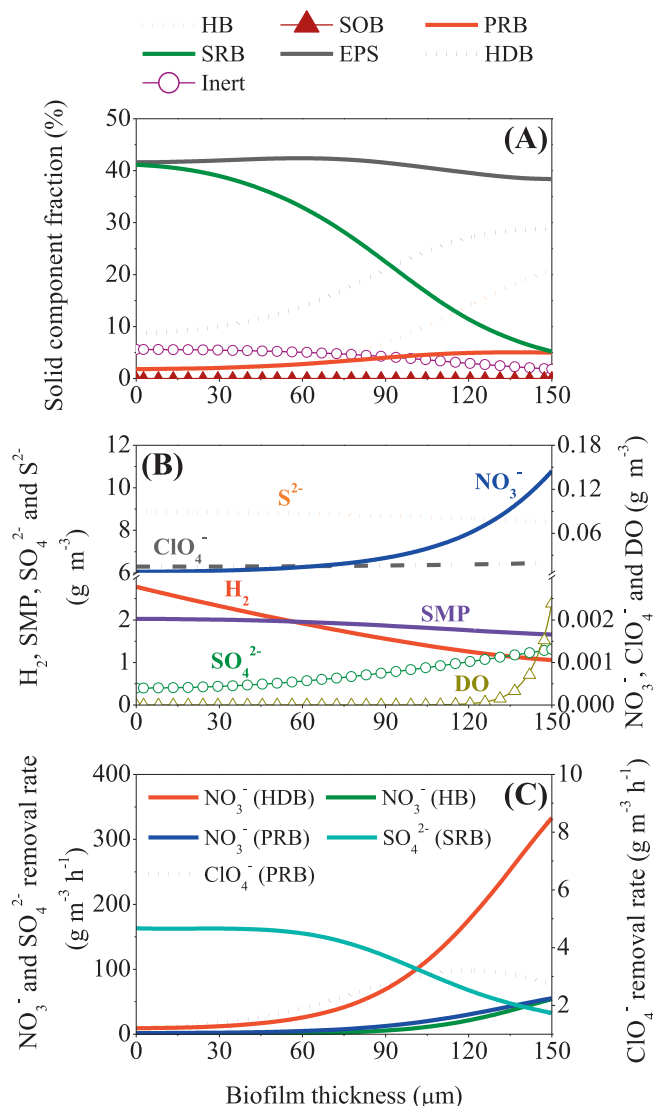 HB SOB PRB
SRB EPS HDB
Inert
(A)
Solid component fraction (%)
50
40
30
20
10
0
0 30 60 90 120 150
(B)
H₂, SMP, SO₄²⁻ and S²⁻
(g m⁻³)
12
10
8
6
2
1
0
0.18
0.12
0.06
0.002
0.001
0.000
NO₃⁻, ClO₄⁻ and DO (g m⁻³)
S²⁻
NO₃⁻
ClO₄⁻
H₂
SMP
SO₄²⁻
DO
0 30 60 90 120 150
(C)
NO₃⁻ and SO₄²⁻ removal rate
(g m⁻³ h⁻¹)
400
300
200
100
0
10
8
6
4
2
ClO₄⁻ removal rate (g m⁻³ h⁻¹)
NO₃⁻ (HDB) NO₃⁻ (HB)
NO₃⁻ (PRB) SO₄²⁻ (SRB)
ClO₄⁻ (PRB)
0 30 60 90 120 150
Biofilm thickness (μm)